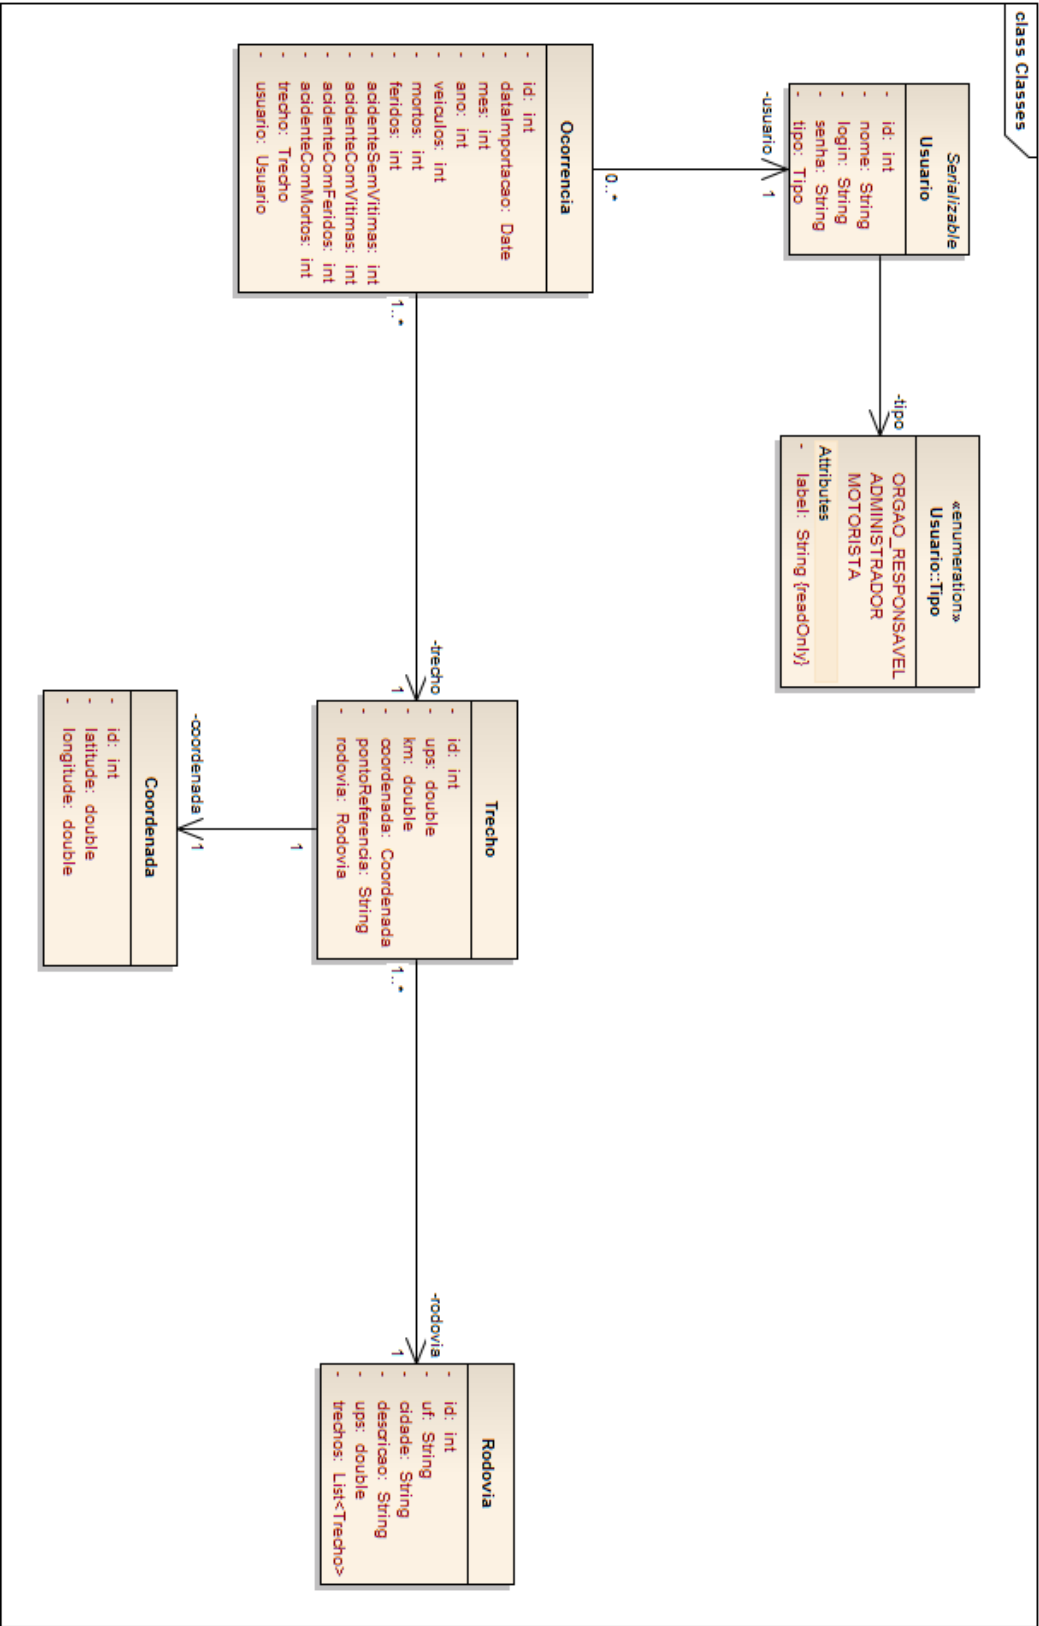 class Classes
Serializable
Usuario
- id: int
- nome: String
- login: String
- senha: String
- tipo: Tipo
-tipo
«enumeration»
Usuario::Tipo
ORGAO_RESPONSAVEL
ADMINISTRADOR
MOTORISTA
Attributes
- label: String {readOnly}
-usuario
1
0..*
Ocorrencia
- id: int
- dataImportacao: Date
- mes: int
- ano: int
- veiculos: int
- mortos: int
- feridos: int
- acidenteSemVitimas: int
- acidenteComVitimas: int
- acidenteComFeridos: int
- acidenteComMortos: int
- trecho: Trecho
- usuario: Usuario
1..*
-trecho
1
Trecho
- id: int
- ups: double
- km: double
- coordenada: Coordenada
- pontoReferencia: String
- rodovia: Rodovia
1..*
-rodovia
1
Rodovia
- id: int
- uf: String
- cidade: String
- descricao: String
- ups: double
- trechos: List<Trecho>
1
-coordenada
1
Coordenada
- id: int
- latitude: double
- longitude: double